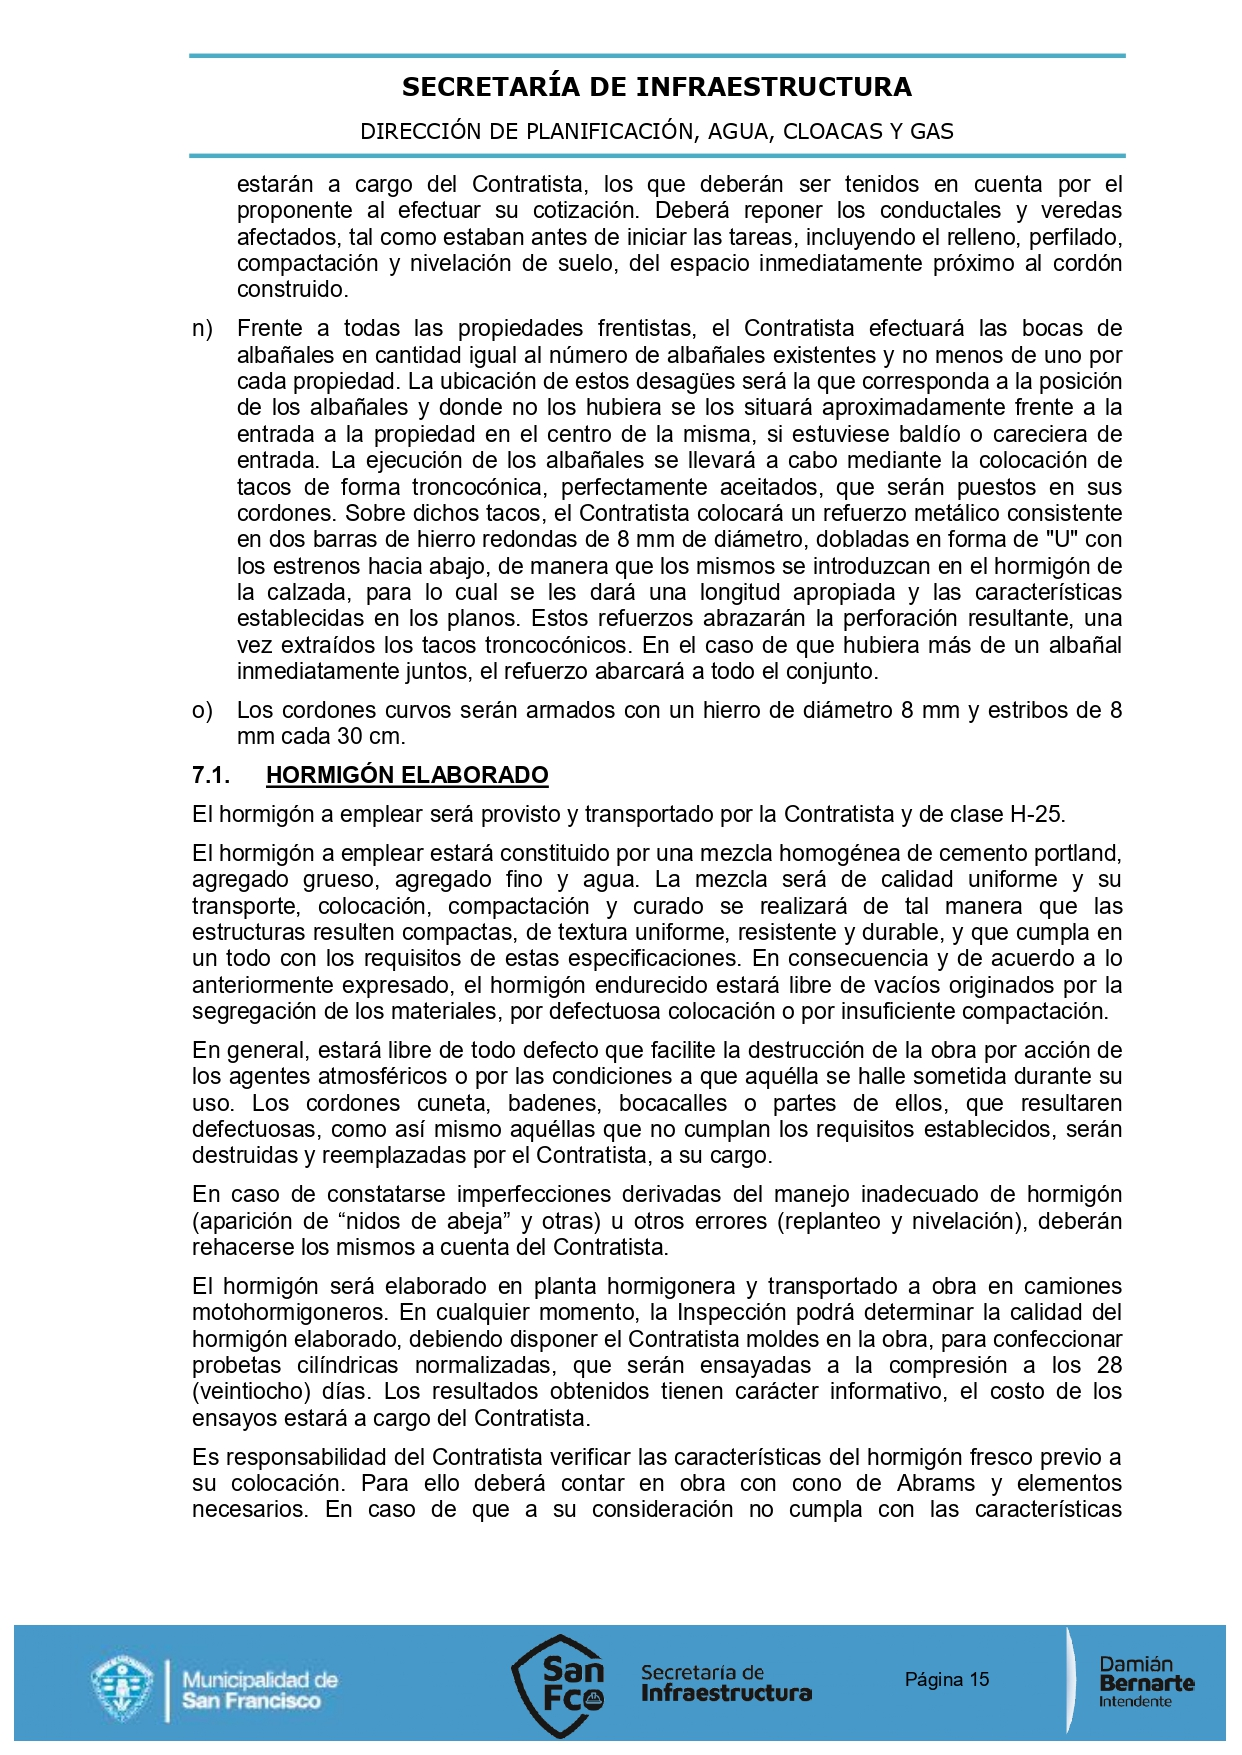 SECRETARÍA DE INFRAESTRUCTURA
DIRECCIÓN DE PLANIFICACIÓN, AGUA, CLOACAS Y GAS
estarán a cargo del Contratista, los que deberán ser tenidos en cuenta por el
proponente al efectuar su cotización. Deberá reponer los conductales y veredas
afectados, tal como estaban antes de iniciar las tareas, incluyendo el relleno, perfilado,
compactación y nivelación de suelo, del espacio inmediatamente próximo al cordón
construido.
n) Frente a todas las propiedades frentistas, el Contratista efectuará las bocas de
albañales en cantidad igual al número de albañales existentes y no menos de uno por
cada propiedad. La ubicación de estos desagües será la que corresponda a la posición
de los albañales y donde no los hubiera se los situará aproximadamente frente a la
entrada a la propiedad en el centro de la misma, si estuviese baldío o careciera de
entrada. La ejecución de los albañales se llevará a cabo mediante la colocación de
tacos de forma troncocónica, perfectamente aceitados, que serán puestos en sus
cordones. Sobre dichos tacos, el Contratista colocará un refuerzo metálico consistente
en dos barras de hierro redondas de 8 mm de diámetro, dobladas en forma de "U" con
los estrenos hacia abajo, de manera que los mismos se introduzcan en el hormigón de
la calzada, para lo cual se les dará una longitud apropiada y las características
establecidas en los planos. Estos refuerzos abrazarán la perforación resultante, una
vez extraídos los tacos troncocónicos. En el caso de que hubiera más de un albañal
inmediatamente juntos, el refuerzo abarcará a todo el conjunto.
o) Los cordones curvos serán armados con un hierro de diámetro 8 mm y estribos de 8
mm cada 30 cm.
7.1. HORMIGÓN ELABORADO
El hormigón a emplear será provisto y transportado por la Contratista y de clase H-25.
El hormigón a emplear estará constituido por una mezcla homogénea de cemento portland,
agregado grueso, agregado fino y agua. La mezcla será de calidad uniforme y su
transporte, colocación, compactación y curado se realizará de tal manera que las
estructuras resulten compactas, de textura uniforme, resistente y durable, y que cumpla en
un todo con los requisitos de estas especificaciones. En consecuencia y de acuerdo a lo
anteriormente expresado, el hormigón endurecido estará libre de vacíos originados por la
segregación de los materiales, por defectuosa colocación o por insuficiente compactación.
En general, estará libre de todo defecto que facilite la destrucción de la obra por acción de
los agentes atmosféricos o por las condiciones a que aquélla se halle sometida durante su
uso. Los cordones cuneta, badenes, bocacalles o partes de ellos, que resultaren
defectuosas, como así mismo aquéllas que no cumplan los requisitos establecidos, serán
destruidas y reemplazadas por el Contratista, a su cargo.
En caso de constatarse imperfecciones derivadas del manejo inadecuado de hormigón
(aparición de “nidos de abeja” y otras) u otros errores (replanteo y nivelación), deberán
rehacerse los mismos a cuenta del Contratista.
El hormigón será elaborado en planta hormigonera y transportado a obra en camiones
motohormigoneros. En cualquier momento, la Inspección podrá determinar la calidad del
hormigón elaborado, debiendo disponer el Contratista moldes en la obra, para confeccionar
probetas cilíndricas normalizadas, que serán ensayadas a la compresión a los 28
(veintiocho) días. Los resultados obtenidos tienen carácter informativo, el costo de los
ensayos estará a cargo del Contratista.
Es responsabilidad del Contratista verificar las características del hormigón fresco previo a
su colocación. Para ello deberá contar en obra con cono de Abrams y elementos
necesarios. En caso de que a su consideración no cumpla con las características
Municipalidad de
San Francisco
San
Fco
Secretaría de
Infraestructura
Página 15
Damián
Bernarte
Intendente